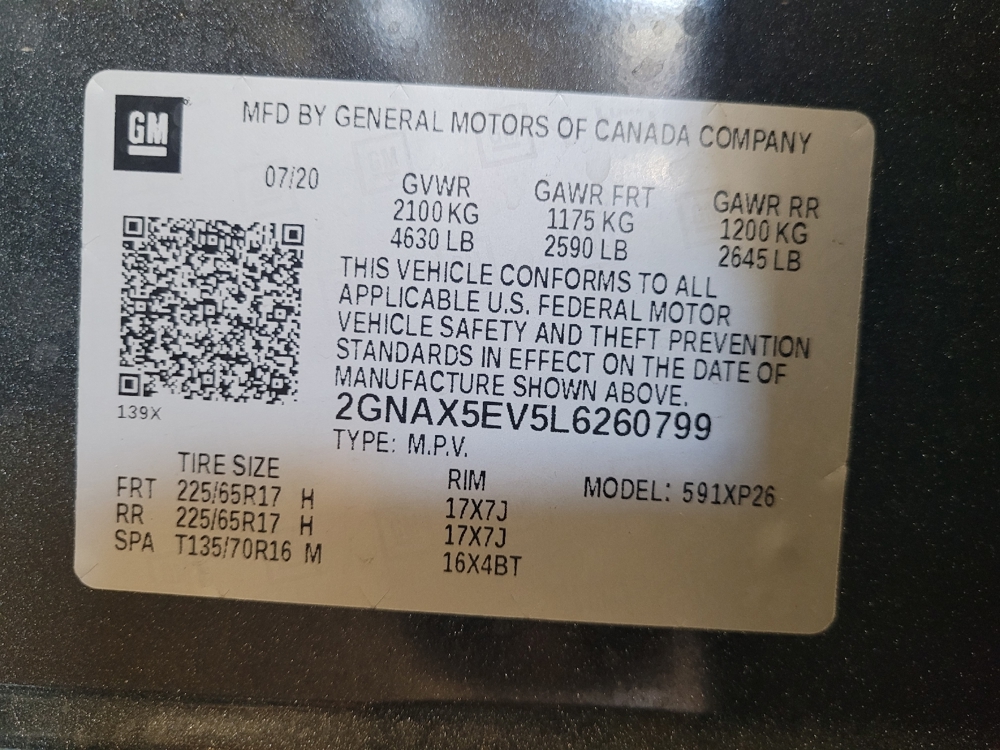 GM
MFD BY GENERAL MOTORS OF CANADA COMPANY
07/20
GVWR GAWR FRT GAWR RR
2100 KG 1175 KG 1200 KG
4630 LB 2590 LB 2645 LB
THIS VEHICLE CONFORMS TO ALL
APPLICABLE U.S. FEDERAL MOTOR
VEHICLE SAFETY AND THEFT PREVENTION
STANDARDS IN EFFECT ON THE DATE OF
MANUFACTURE SHOWN ABOVE.
139X
2GNAX5EV5L6260799
TYPE: M.P.V.
TIRE SIZE RIM MODEL: 591XP26
FRT 225/65R17 H 17X7J
RR 225/65R17 H 17X7J
SPA T135/70R16 M 16X4BT